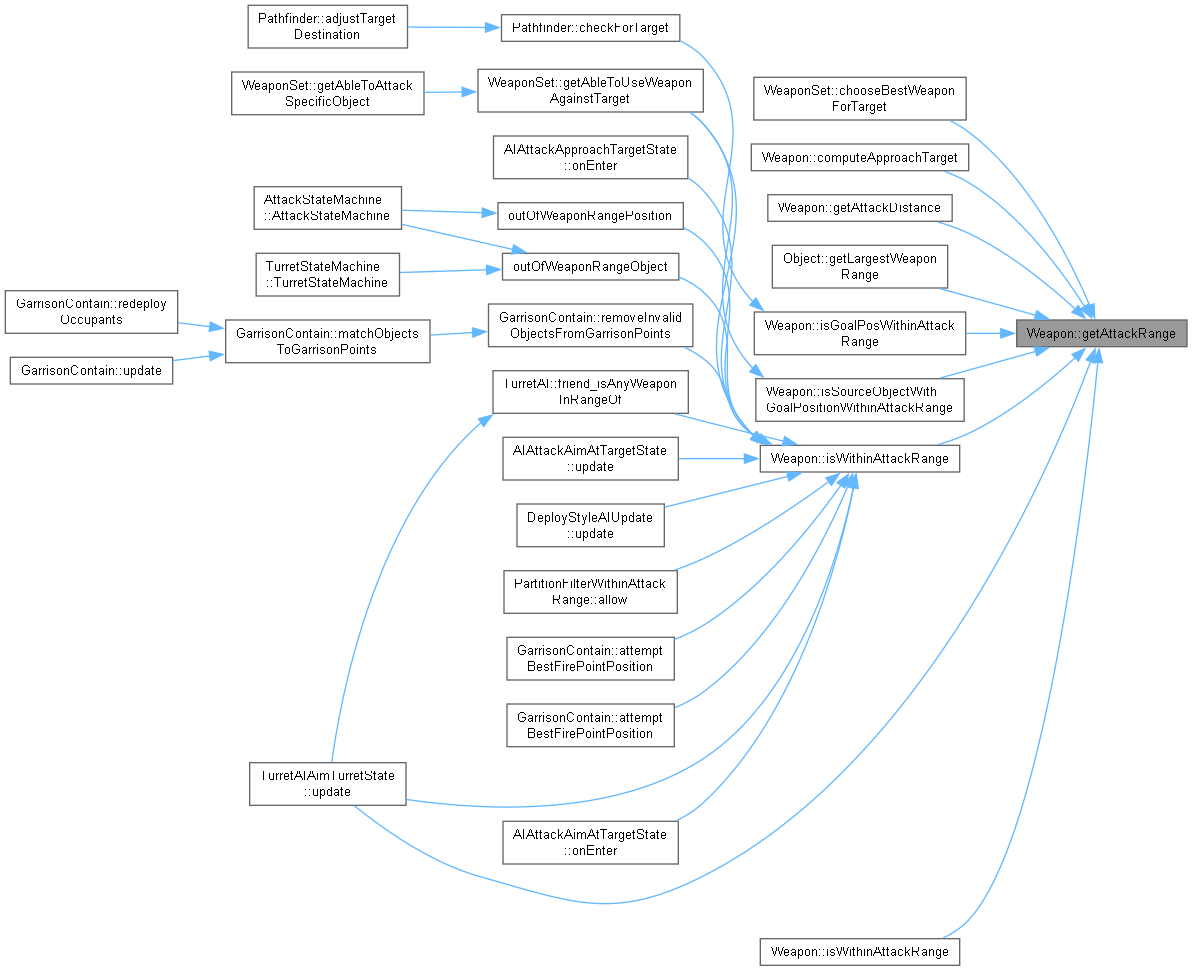 Pathfinder::adjustTarget
Destination
Pathfinder::checkForTarget
WeaponSet::getAbleToAttack
SpecificObject
WeaponSet::getAbleToUseWeapon
AgainstTarget
WeaponSet::chooseBestWeapon
ForTarget
AIAttackApproachTargetState
::onEnter
Weapon::computeApproachTarget
AttackStateMachine
::AttackStateMachine
outOfWeaponRangePosition
Weapon::getAttackDistance
TurretStateMachine
::TurretStateMachine
outOfWeaponRangeObject
Object::getLargestWeapon
Range
GarrisonContain::redeploy
Occupants
GarrisonContain::matchObjects
ToGarrisonPoints
GarrisonContain::removeInvalid
ObjectsFromGarrisonPoints
Weapon::isGoalPosWithinAttack
Range
Weapon::getAttackRange
GarrisonContain::update
TurretAI::friend_isAnyWeapon
InRangeOf
Weapon::isSourceObjectWith
GoalPositionWithinAttackRange
AIAttackAimAtTargetState
::update
Weapon::isWithinAttackRange
DeployStyleAIUpdate
::update
PartitionFilterWithinAttack
Range::allow
GarrisonContain::attempt
BestFirePointPosition
GarrisonContain::attempt
BestFirePointPosition
TurretAIAimTurretState
::update
AIAttackAimAtTargetState
::onEnter
Weapon::isWithinAttackRange